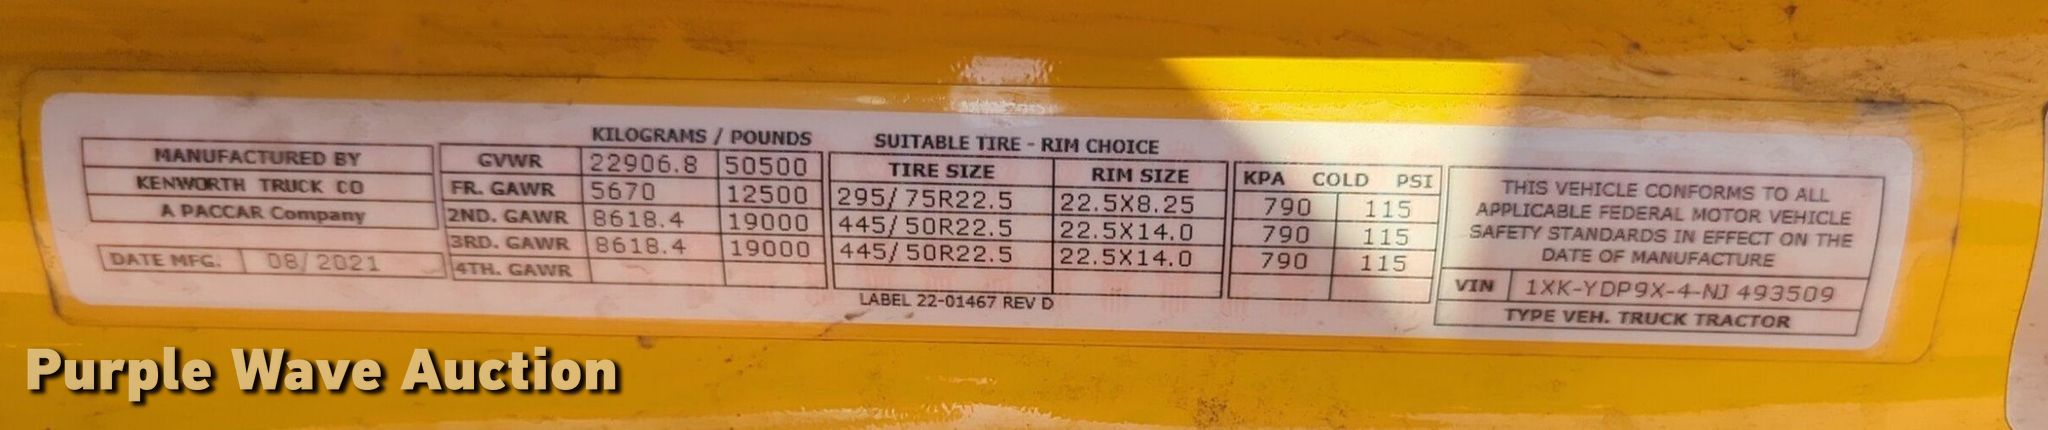 KILOGRAMS / POUNDS SUITABLE TIRE - RIM CHOICE
MANUFACTURED BY
KENWORTH TRUCK CO
A PACCAR Company
DATE MFG. 08/2021
GVWR 22906.8 50500
FR. GAWR 5670 12500
2ND. GAWR 8618.4 19000
3RD. GAWR 8618.4 19000
4TH. GAWR
TIRE SIZE RIM SIZE
295/75R22.5 22.5X8.25
445/50R22.5 22.5X14.0
445/50R22.5 22.5X14.0
KPA COLD PSI
790 115
790 115
790 115
LABEL 22-01467 REV D
THIS VEHICLE CONFORMS TO ALL
APPLICABLE FEDERAL MOTOR VEHICLE
SAFETY STANDARDS IN EFFECT ON THE
DATE OF MANUFACTURE
VIN 1XK-YDP9X-4-NJ 493509
TYPE VEH. TRUCK TRACTOR
Purple Wave Auction